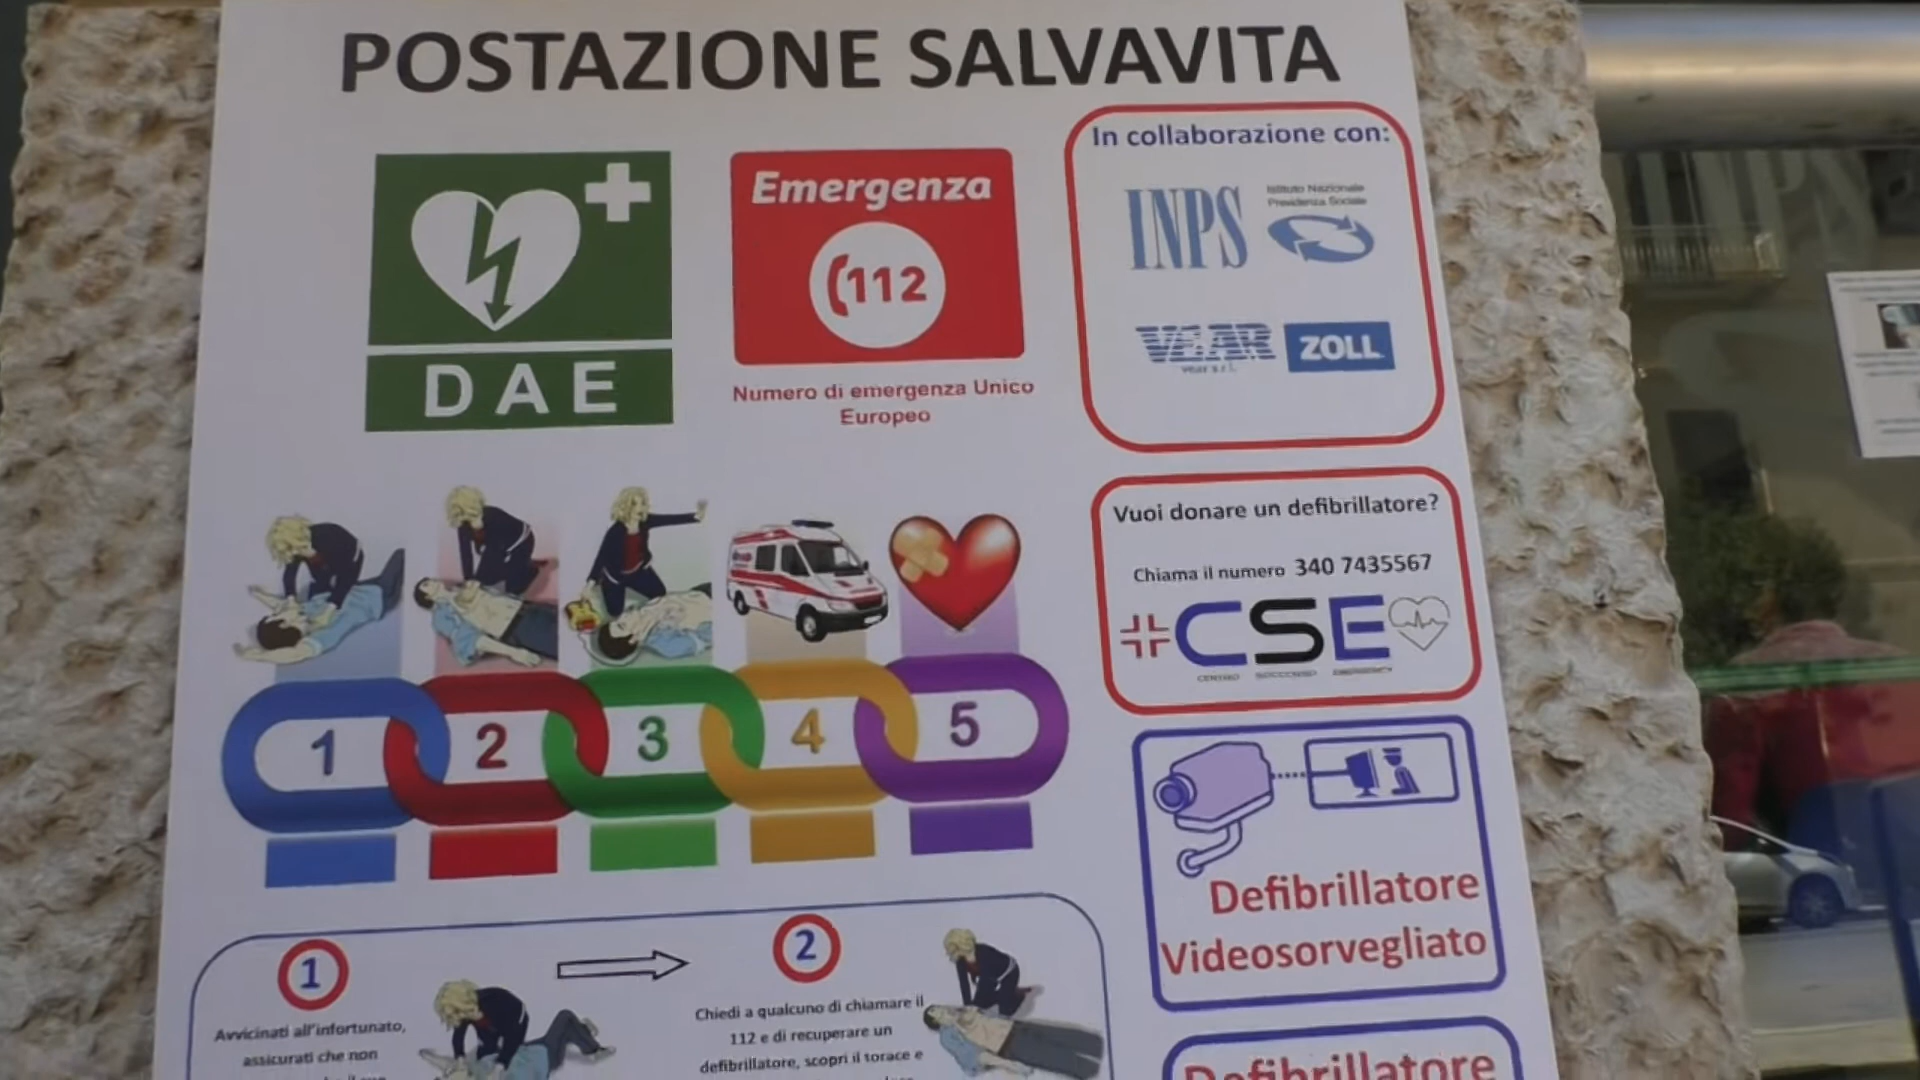 POSTAZIONE SALVAVITA
DAE
Emergenza
112
Numero di emergenza Unico
Europeo
In collaborazione con:
INPS
Istituto Nazionale
Previdenza Sociale
VEAR
ZOLL
Vuoi donare un defibrillatore?
Chiama il numero 340 7435567
CSE
CENTRO SOCCORSO EMERGENCY
1 2 3 4 5
Defibrillatore
Videosorvegliato
1
Avvicinati all'infortunato,
assicurati che non
2
Chiedi a qualcuno di chiamare il
112 e di recuperare un
defibrillatore, scopri il torace e
Defibrillatore